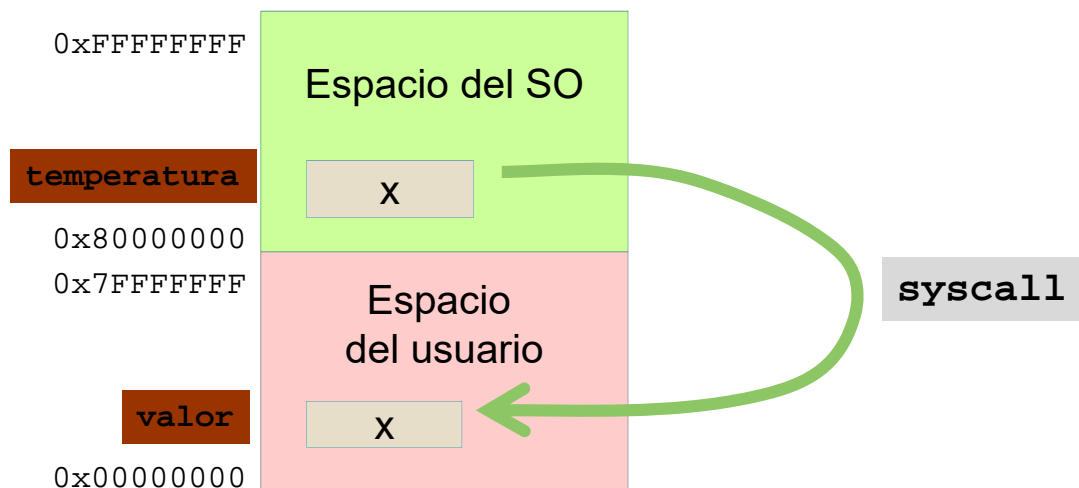 0xFFFFFFFF
Espacio del SO
temperatura
x
0x80000000
0x7FFFFFFF
Espacio
del usuario
syscall
valor
x
0x00000000